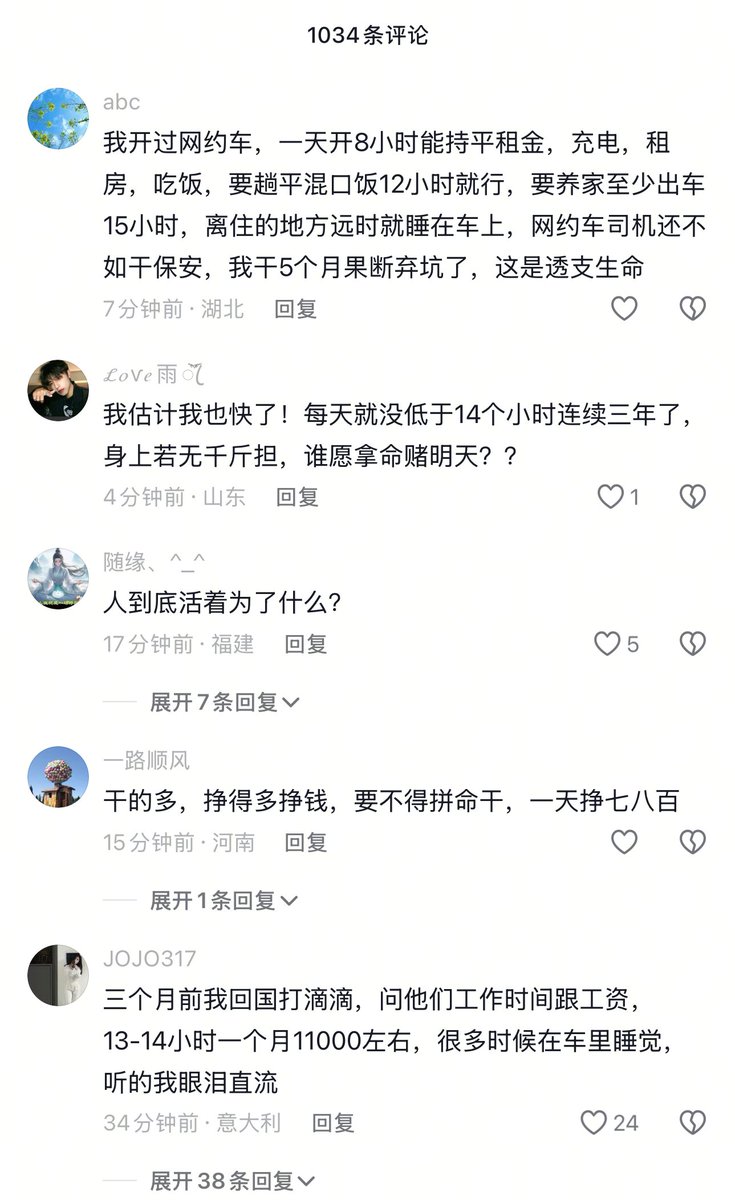 1034条评论
abc
我开过网约车，一天开8小时能持平租金，充电，租
房，吃饭，要趟平混口饭12小时就行，要养家至少出车
15小时，离住的地方远时就睡在车上，网约车司机还不
如干保安，我干5个月果断弃坑了，这是透支生命
7分钟前 · 湖北 回复
𝓛𝓸𝓿𝓮雨
我估计我也快了！每天就没低于14个小时连续三年了，
身上若无千斤担，谁愿拿命赌明天？？
4分钟前 · 山东 回复 1
随缘、^_^
人到底活着为了什么？
17分钟前 · 福建 回复 5
展开7条回复
一路顺风
干的多，挣得多挣钱，要不得拼命干，一天挣七八百
15分钟前 · 河南 回复
展开1条回复
JOJO317
三个月前我回国打滴滴，问他们工作时间跟工资，
13-14小时一个月11000左右，很多时候在车里睡觉，
听的我眼泪直流
34分钟前 · 意大利 回复 24
展开38条回复